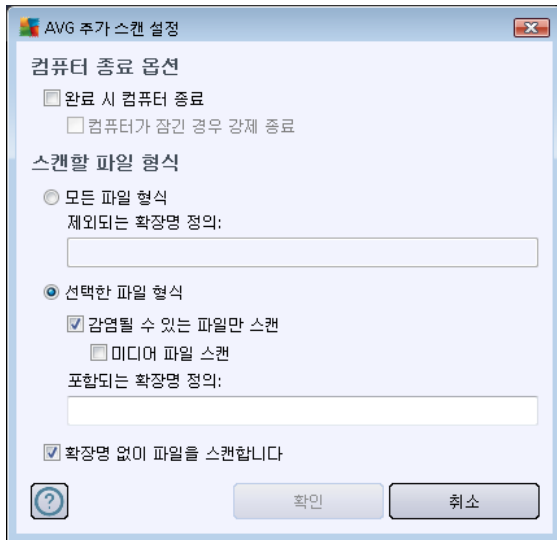 AVG 추가 스캔 설정
컴퓨터 종료 옵션
완료 시 컴퓨터 종료
컴퓨터가 잠긴 경우 강제 종료
스캔할 파일 형식
모든 파일 형식
제외되는 확장명 정의:
선택한 파일 형식
감염될 수 있는 파일만 스캔
미디어 파일 스캔
포함되는 확장명 정의:
확장명 없이 파일을 스캔합니다
확인
취소